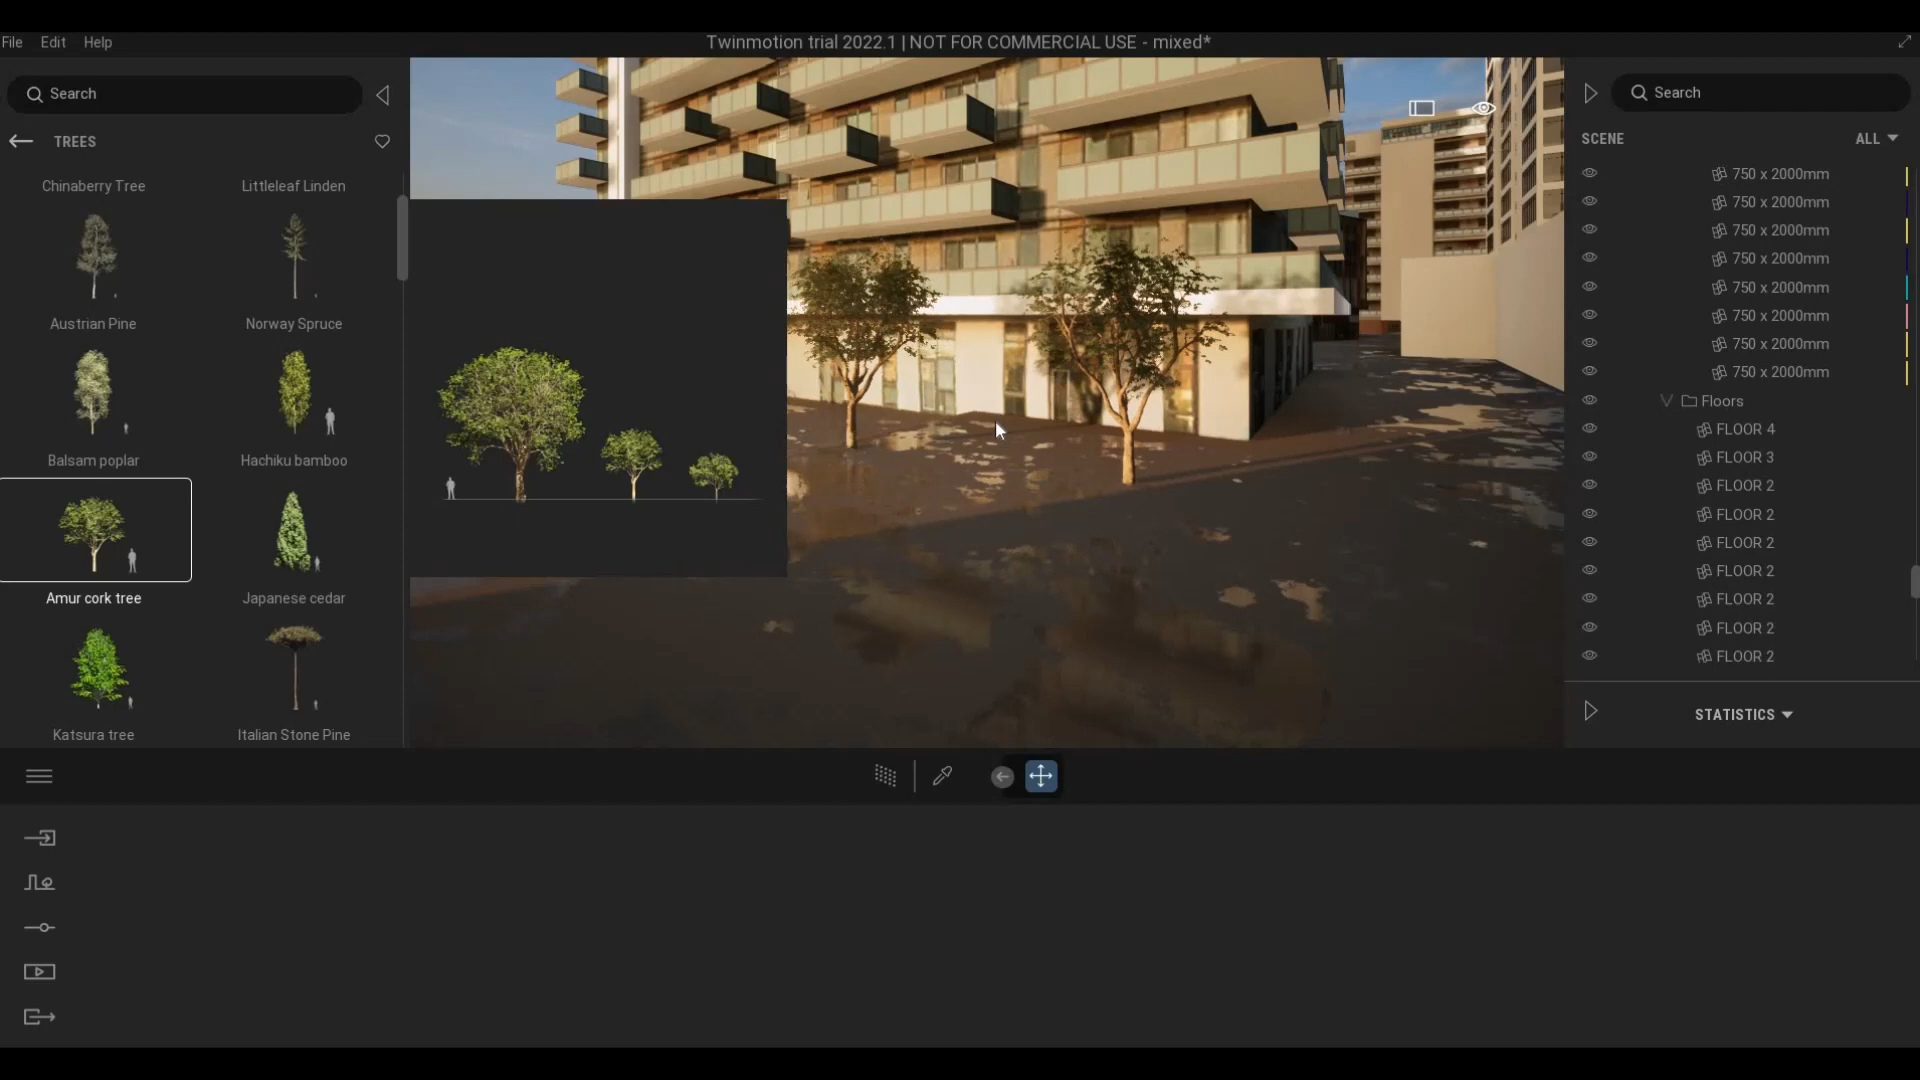 File Edit Help
Twinmotion trial 2022.1 | NOT FOR COMMERCIAL USE - mixed*
Search
TREES
Chinaberry Tree
Littleleaf Linden
Austrian Pine
Norway Spruce
Balsam poplar
Hachiku bamboo
Amur cork tree
Japanese cedar
Katsura tree
Italian Stone Pine
Search
SCENE
ALL
750 x 2000mm
750 x 2000mm
750 x 2000mm
750 x 2000mm
750 x 2000mm
750 x 2000mm
750 x 2000mm
750 x 2000mm
Floors
FLOOR 4
FLOOR 3
FLOOR 2
FLOOR 2
FLOOR 2
FLOOR 2
FLOOR 2
FLOOR 2
FLOOR 2
STATISTICS